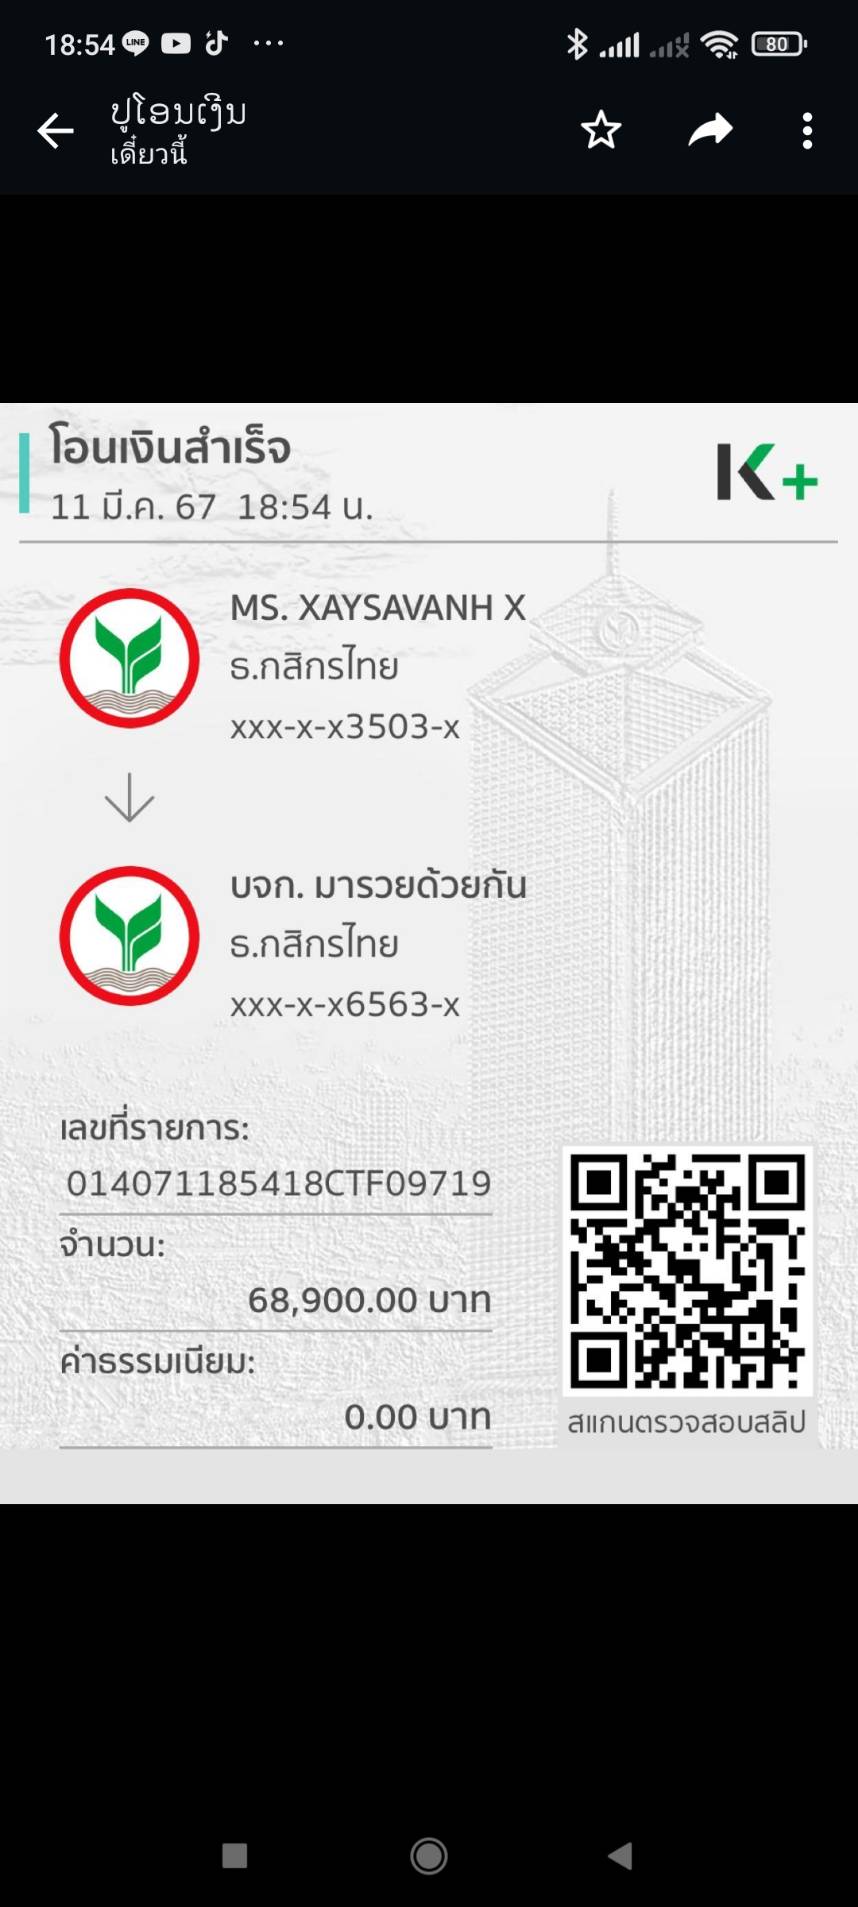 18:54 LINE ... 80
ປູໂອນເງິນ
เดี๋ยวนี้
โอนเงินสำเร็จ
11 มี.ค. 67 18:54 น.
K+
MS. XAYSAVANH X
ธ.กสิกรไทย
xxx-x-x3503-x
บจก. มารวยด้วยกัน
ธ.กสิกรไทย
xxx-x-x6563-x
เลขที่รายการ:
014071185418CTF09719
จำนวน:
68,900.00 บาท
ค่าธรรมเนียม:
0.00 บาท
สแกนตรวจสอบสลิป